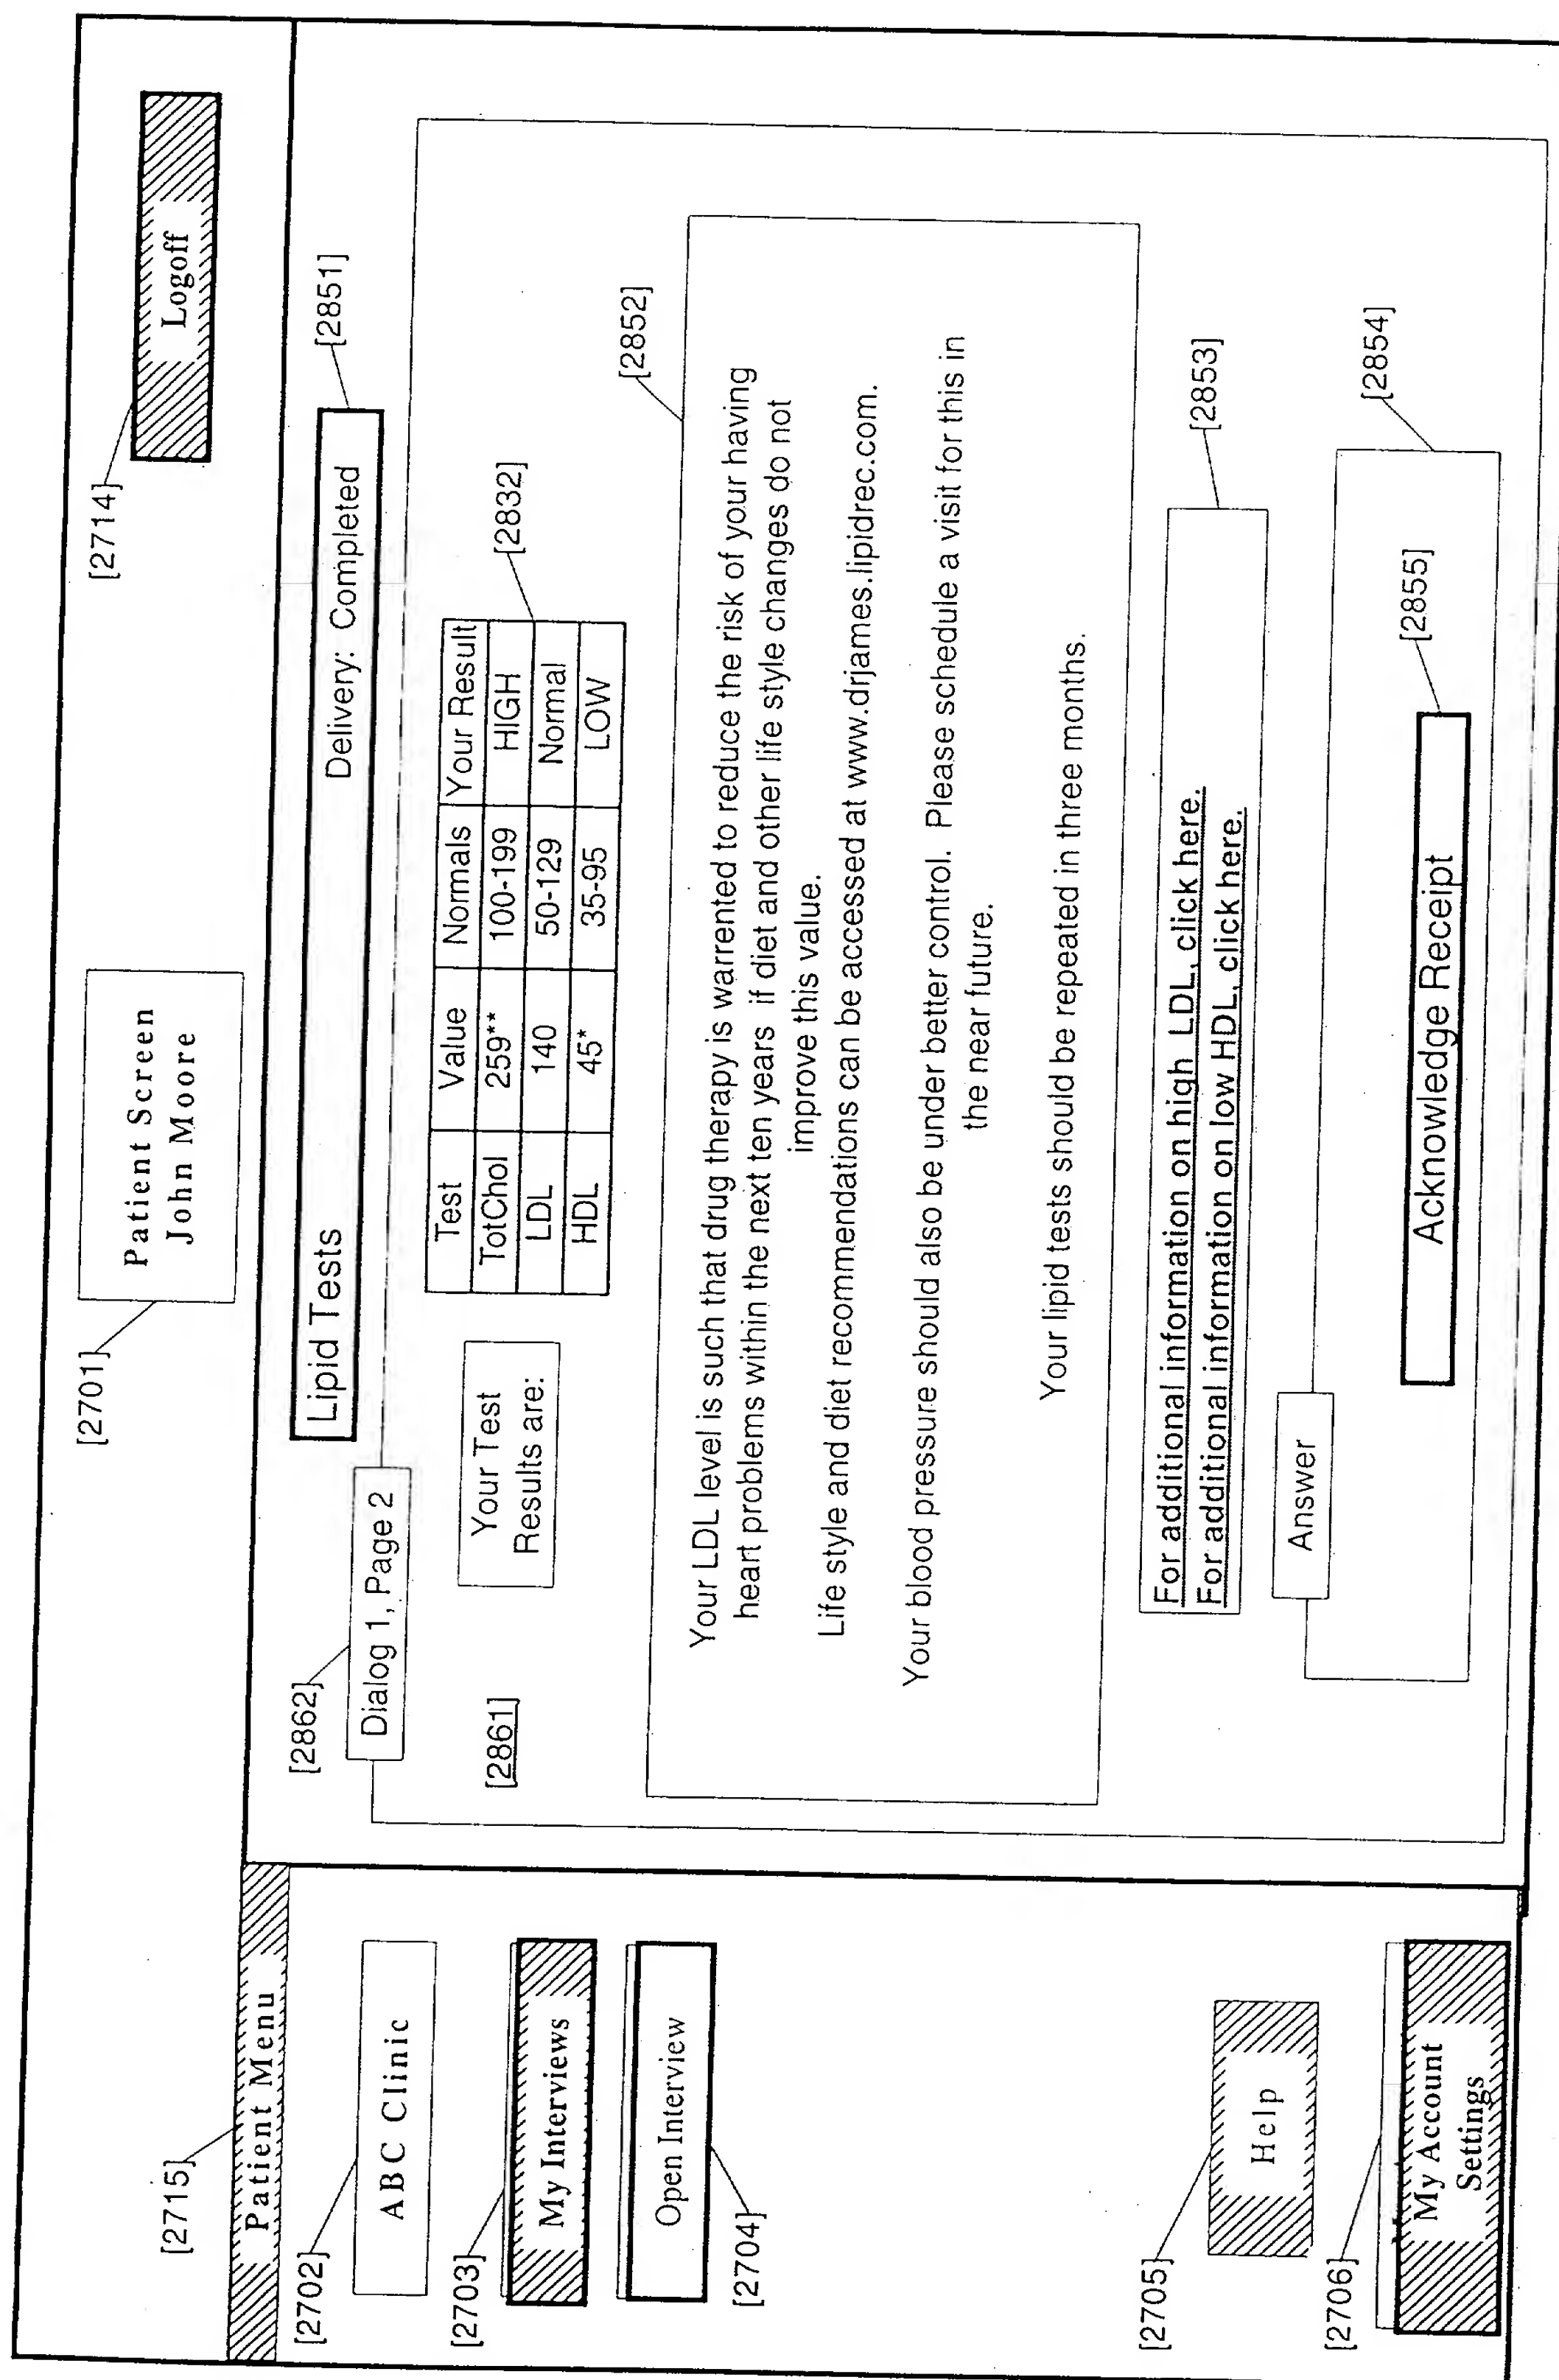 [2701]
Patient Screen
John Moore
[2714]
Logoff
[2715]
Patient Menu
[2702]
ABC Clinic
[2703]
My Interviews
Open Interview
[2704]
[2705]
Help
[2706]
My Account
Settings
Lipid Tests Delivery: Completed
[2851]
[2862]
Dialog 1, Page 2
[2861]
Your Test
Results are:
[2832]
Test Value Normals Your Result
TotChol 259** 100-199 HIGH
LDL 140 50-129 Normal
HDL 45* 35-95 LOW
[2852]
Your LDL level is such that drug therapy is warrented to reduce the risk of your having
heart problems within the next ten years if diet and other life style changes do not
improve this value.
Life style and diet recommendations can be accessed at www.drjames.lipidrec.com.
Your blood pressure should also be under better control. Please schedule a visit for this in
the near future.
Your lipid tests should be repeated in three months.
[2853]
For additional information on high LDL, click here.
For additional information on low HDL, click here.
[2854]
Answer
[2855]
Acknowledge Receipt